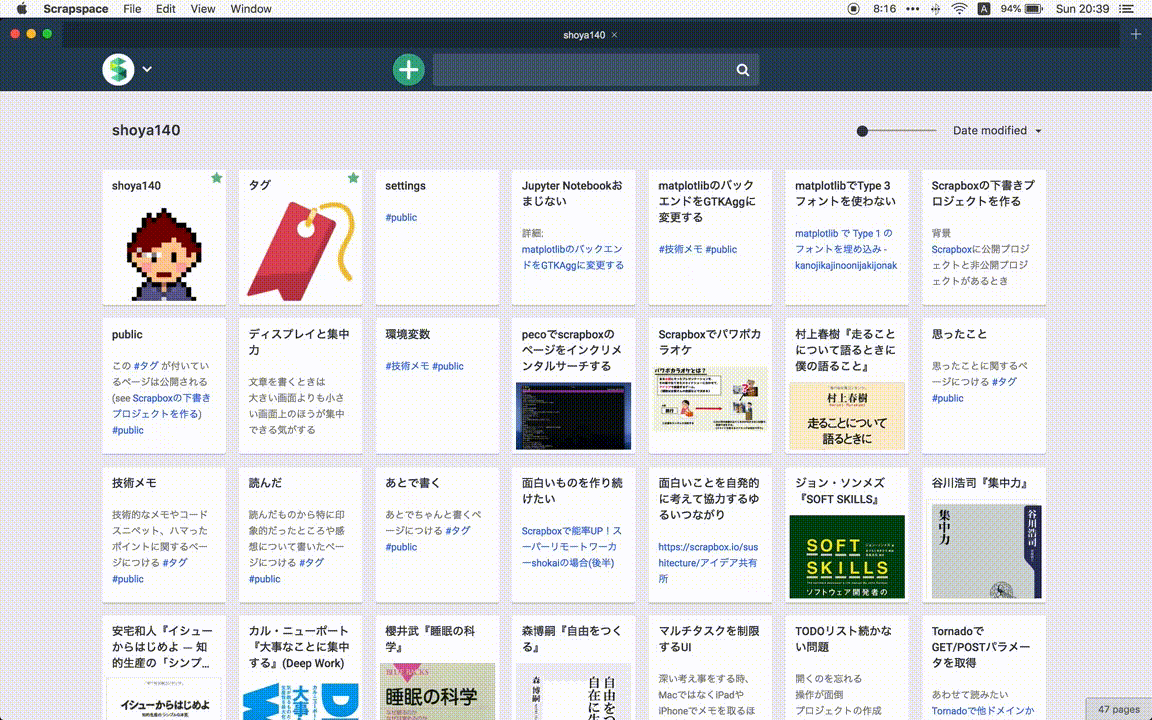 Scrapspace File Edit View Window
8:16 A 94% Sun 20:39
shoya140
shoya140
Date modified
shoya140
タグ
settings
#public
Jupyter Notebookお
まじない
詳細:
matplotlibのバックエン
ドをGTKAggに変更する
matplotlibのバック
エンドをGTKAggに
変更する
#技術メモ #public
matplotlibでType 3
フォントを使わない
matplotlib で Type 1 の
フォントを埋め込み -
kanojikajinoonijakijonak
Scrapboxの下書きプ
ロジェクトを作る
背景
Scrapboxに公開プロジ
ェクトと非公開プロジ
ェクトがあるとき
public
この #タグ が付いてい
るページは公開される
(see Scrapboxの下書き
プロジェクトを作る)
#public
ディスプレイと集中
力
文章を書くときは
大きい画面よりも小さ
い画面上のほうが集中
できる気がする
環境変数
#技術メモ #public
pecoでscrapboxの
ページをインクリメ
ンタルサーチする
Scrapboxでパワポカ
ラオケ
パワポカラオケとは?
村上春樹『走ること
について語るときに
僕の語ること』
村上春樹
走ることについて
語るときに
思ったこと
思ったことに関するペ
ージにつける #タグ
#public
技術メモ
技術的なメモやコード
スニペット、ハマった
ポイントに関するペー
ジにつける #タグ
#public
読んだ
読んだものから特に印
象的だったところや感
想について書いたペー
ジにつける #タグ
#public
あとで書く
あとでちゃんと書くペ
ージにつける #タグ
#public
面白いものを作り続
けたい
Scrapboxで能率UP!ス
ーパーリモートワーカ
ーshokaiの場合(後半)
面白いことを自発的
に考えて協力するゆ
るいつながり
https://scrapbox.io/sus
hitecture/アイデア共有
所
ジョン・ソンメズ
『SOFT SKILLS』
SOFT
SKILLS
ソフトウェア開発者の
谷川浩司『集中力』
谷川浩司
集中力
安宅和人『イシュー
からはじめよ ― 知
的生産の「シンプ...
イシューからはじめよ
知的生産の「シンプルな本質」
カル・ニューポート
『大事なことに集中
する』(Deep Work)
大事な
に集中
櫻井武『睡眠の科
学』
BLUE BACKS
睡眠の科学
なぜ眠るのか
森博嗣『自由をつく
る』
森 博嗣
自由をつ
自在に生
マルチタスクを制限
するUI
深い考え事をする時、
MacではなくiPadや
iPhoneでメモを取るほ
TODOリスト続かな
い問題
開くのを忘れる
操作が面倒
プロジェクトの作成
Tornadoで
GET/POSTパラメー
タを取得
あわせて読みたい
Tornadoで他ドメインか
47 pages